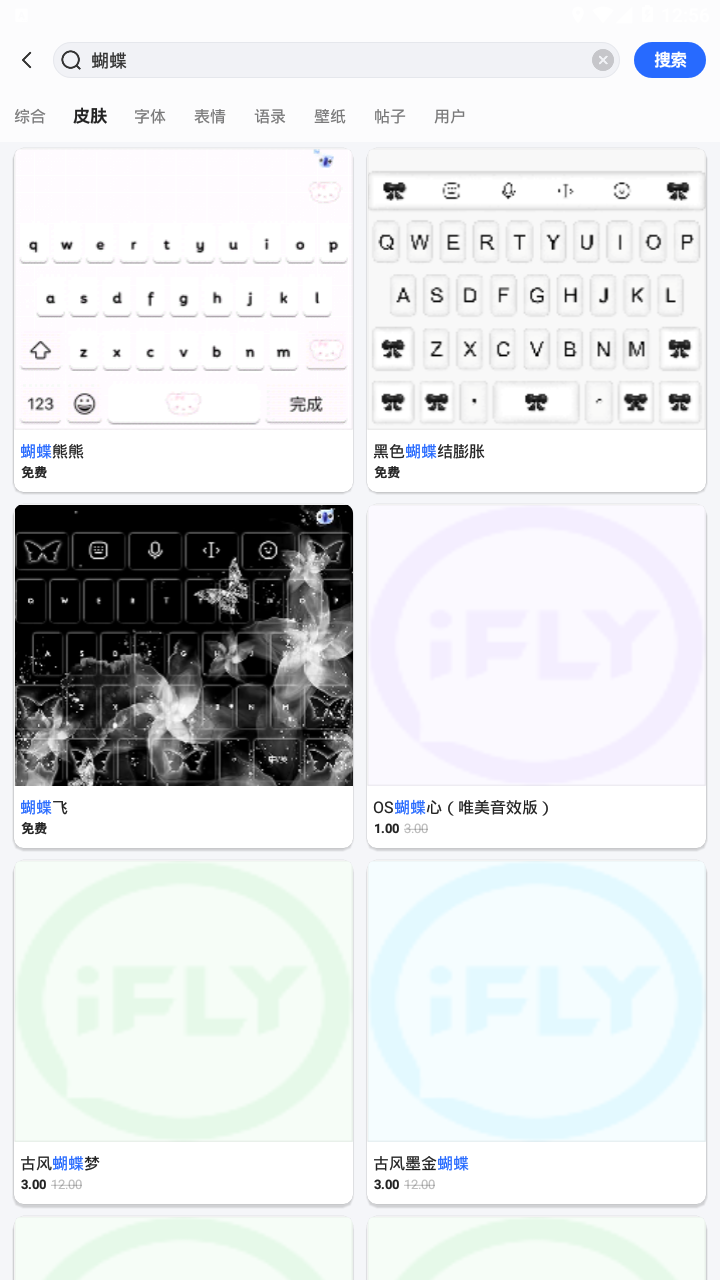 12:56
蝴蝶
搜索
综合 皮肤 字体 表情 语录 壁纸 帖子 用户
q w e r t y u i o p
a s d f g h j k l
z x c v b n m
123 完成
蝴蝶熊熊
免费
Q W E R T Y U I O P
A S D F G H J K L
Z X C V B N M
黑色蝴蝶结膨胀
免费
蝴蝶飞
免费
iFLY
OS蝴蝶心（唯美音效版）
1.00 3.00
iFLY
古风蝴蝶梦
3.00 12.00
iFLY
古风墨金蝴蝶
3.00 12.00